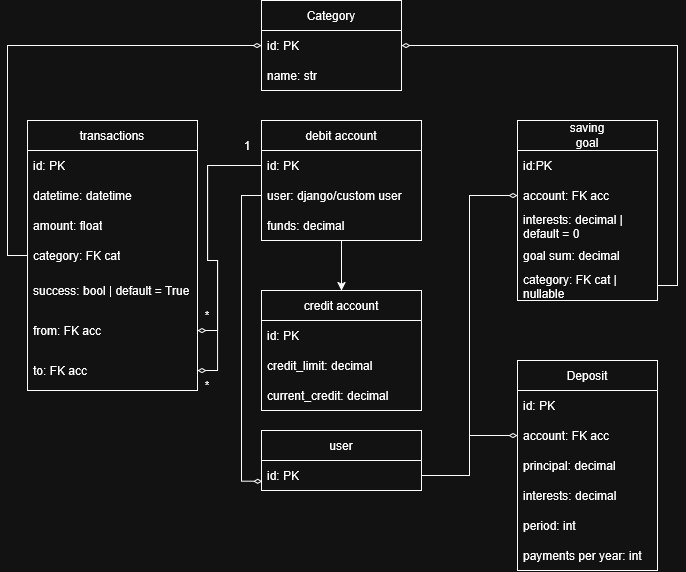 Category
id: PK
name: str
transactions
id: PK
datetime: datetime
amount: float
category: FK cat
success: bool | default = True
from: FK acc
to: FK acc
1
*
*
debit account
id: PK
user: django/custom user
funds: decimal
credit account
id: PK
credit_limit: decimal
current_credit: decimal
user
id: PK
saving
goal
id:PK
account: FK acc
interests: decimal |
default = 0
goal sum: decimal
category: FK cat |
nullable
Deposit
id: PK
account: FK acc
principal: decimal
interests: decimal
period: int
payments per year: int